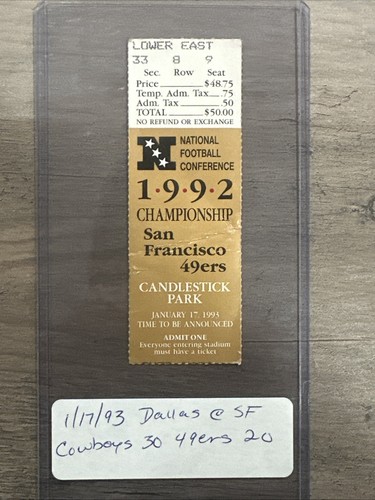 LOWER EAST
33 8 9
Sec. Row Seat
Price $48.75
Temp. Adm. Tax .75
Adm. Tax .50
TOTAL $50.00
NO REFUND OR EXCHANGE
N NATIONAL
FOOTBALL
CONFERENCE
1·9·9·2
CHAMPIONSHIP
San
Francisco
49ers
CANDLESTICK
PARK
JANUARY 17, 1993
TIME TO BE ANNOUNCED
ADMIT ONE
Everyone entering stadium
must have a ticket
1/17/93 Dallas @ SF
Cowboys 30 49ers 20